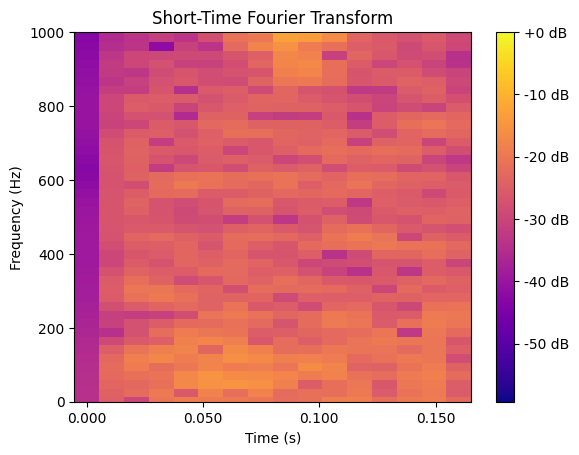 Short-Time Fourier Transform
1000
800
600
400
200
0
Frequency (Hz)
0.000
0.050
0.100
0.150
Time (s)
+0 dB
-10 dB
-20 dB
-30 dB
-40 dB
-50 dB